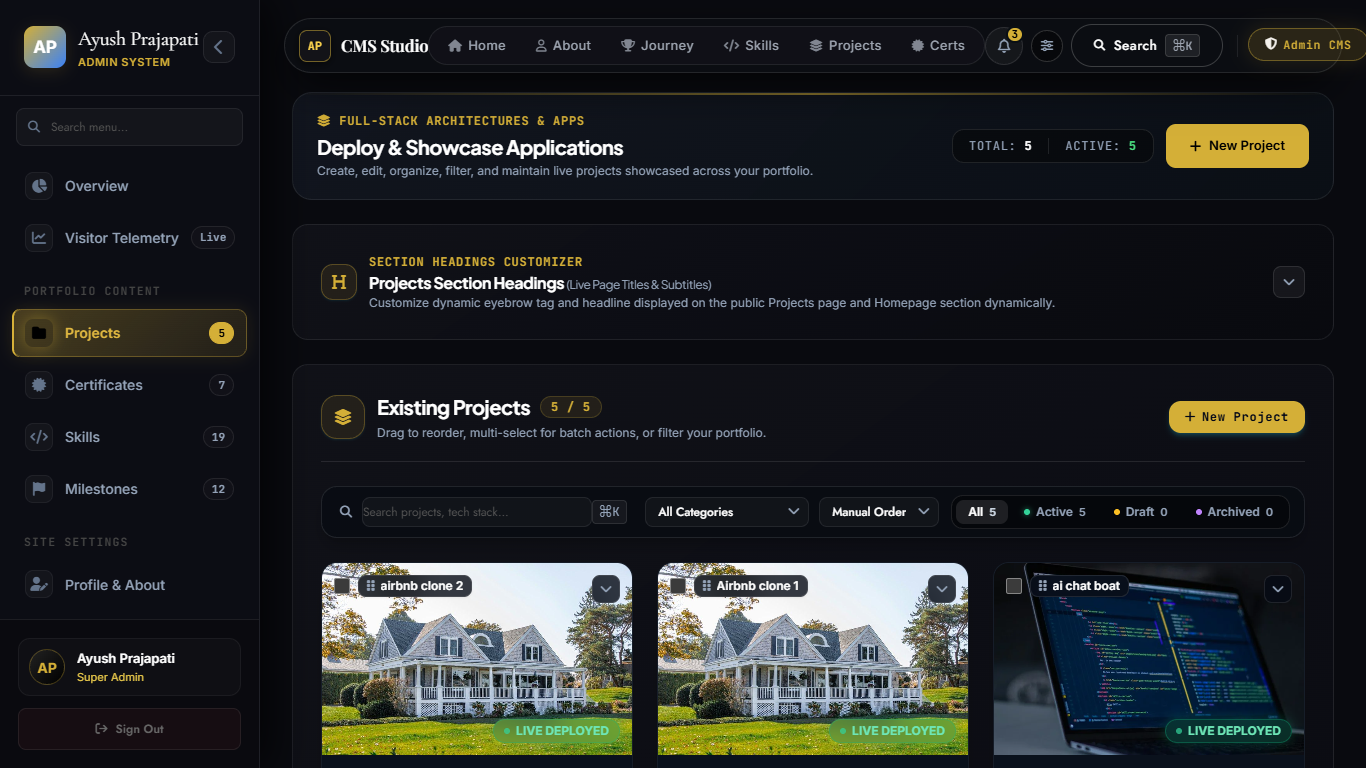 AP
Ayush Prajapati
ADMIN SYSTEM
Search menu...
Overview
Visitor Telemetry Live
PORTFOLIO CONTENT
Projects 5
Certificates 7
Skills 19
Milestones 12
SITE SETTINGS
Profile & About
AP
Ayush Prajapati
Super Admin
Sign Out
AP CMS Studio Home About Journey Skills Projects Certs 3 Search ⌘K Admin CMS
FULL-STACK ARCHITECTURES & APPS
Deploy & Showcase Applications
Create, edit, organize, filter, and maintain live projects showcased across your portfolio.
TOTAL: 5 ACTIVE: 5
+ New Project
SECTION HEADINGS CUSTOMIZER
H
Projects Section Headings (Live Page Titles & Subtitles)
Customize dynamic eyebrow tag and headline displayed on the public Projects page and Homepage section dynamically.
Existing Projects 5 / 5
Drag to reorder, multi-select for batch actions, or filter your portfolio.
+ New Project
Search projects, tech stack... ⌘K All Categories Manual Order All 5 Active 5 Draft 0 Archived 0
airbnb clone 2
LIVE DEPLOYED
Airbnb clone 1
LIVE DEPLOYED
ai chat boat
LIVE DEPLOYED